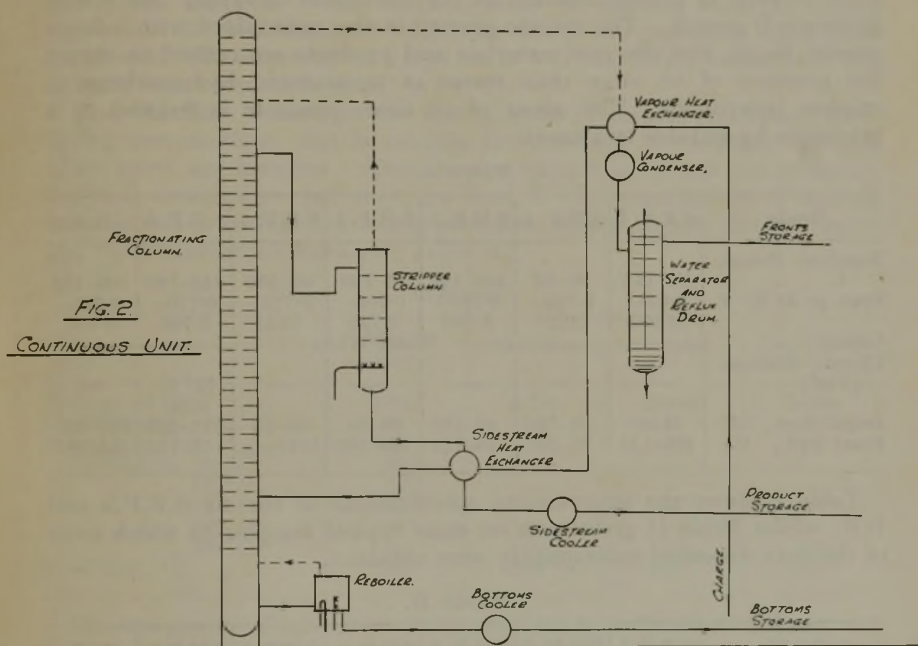 VAPOUR HEAT
EXCHANGER.
VAPOUR
CONDENSER.
FRACTIONATING
COLUMN.
STRIPPER
COLUMN
FRONTS
STORAGE
WATER
SEPARATOR
AND
REFLUX
DRUM.
FIG. 2.
CONTINUOUS UNIT.
SIDESTREAM
HEAT
EXCHANGER
PRODUCT
STORAGE
SIDESTREAM
COOLER
CHARGE
REBOILER.
BOTTOMS
COOLER
BOTTOMS
STORAGE